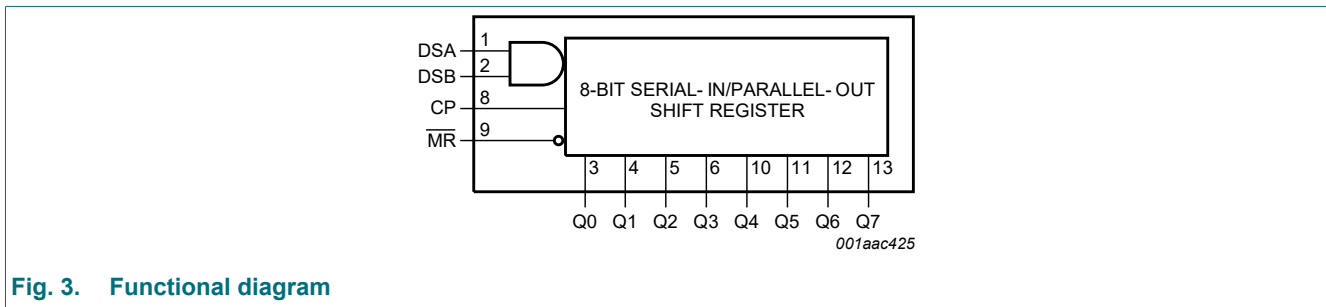 DSA 1
DSB 2
CP 8
MR 9
8-BIT SERIAL- IN/PARALLEL- OUT
SHIFT REGISTER
3 4 5 6 10 11 12 13
Q0 Q1 Q2 Q3 Q4 Q5 Q6 Q7
001aac425
Fig. 3. Functional diagram